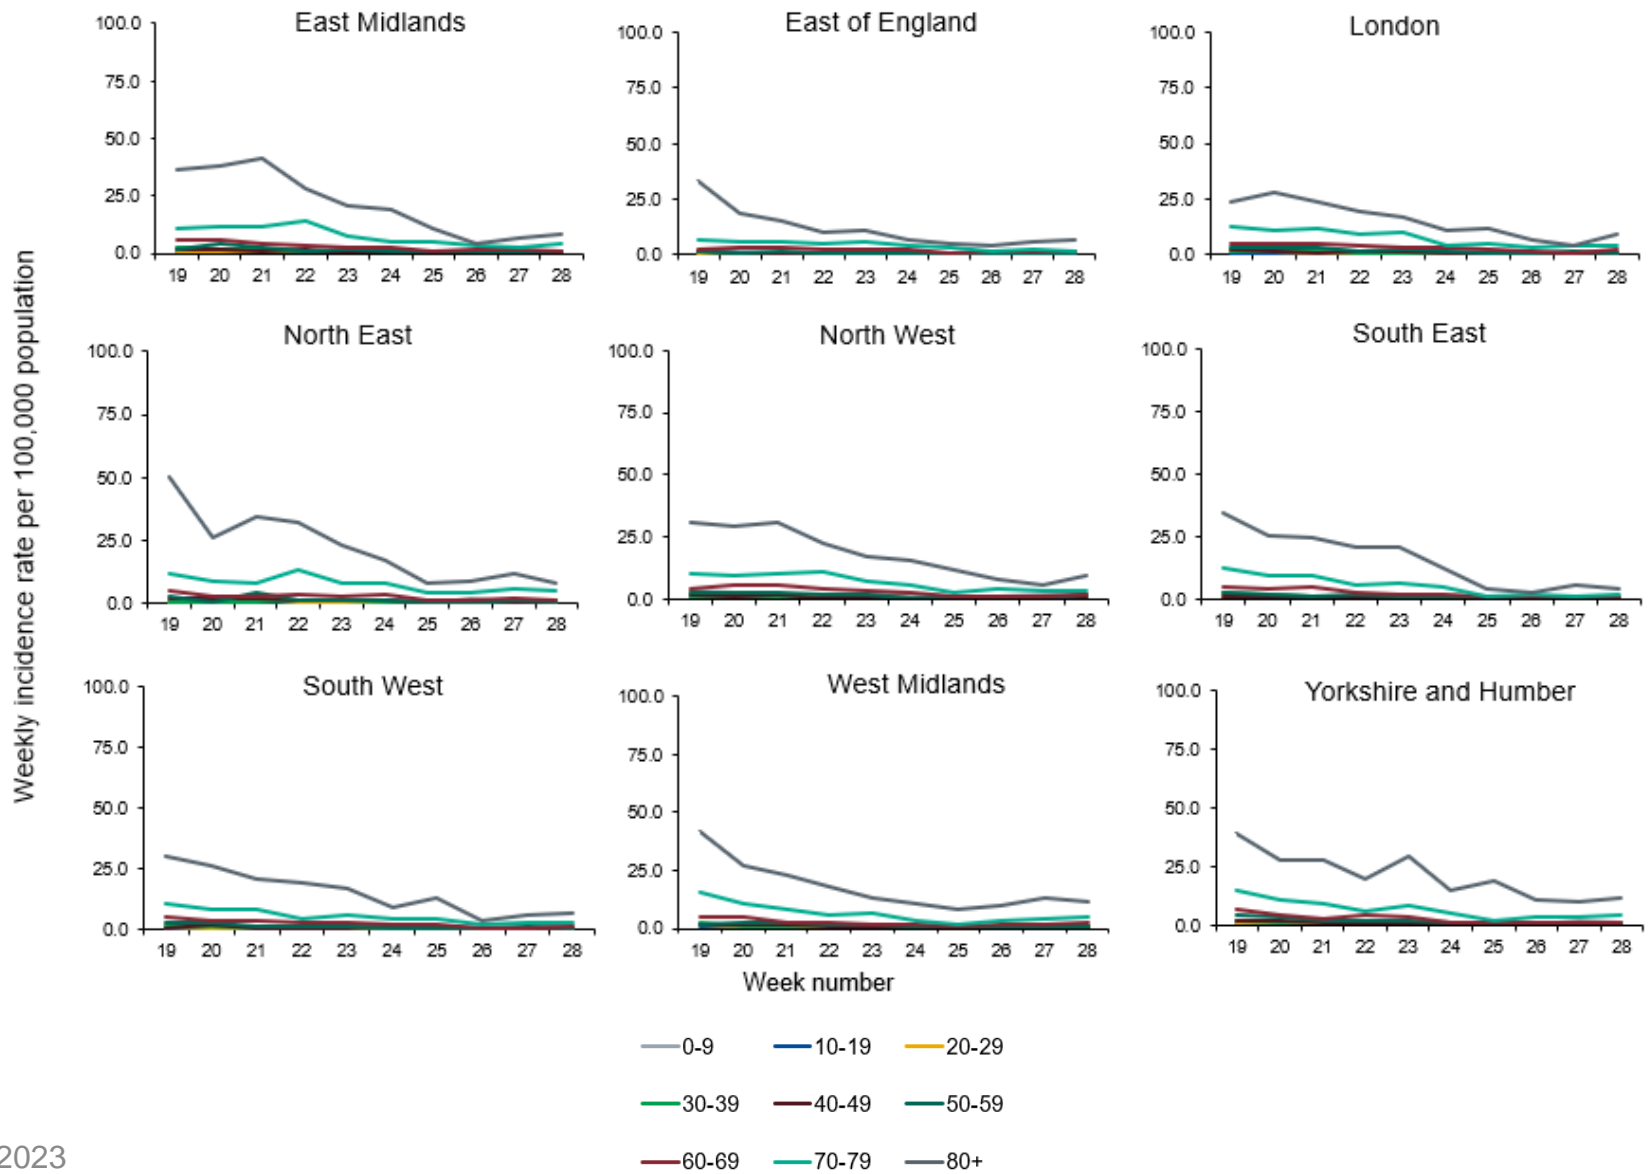 East Midlands
100.0
75.0
50.0
25.0
0.0
19 20 21 22 23 24 25 26 27 28
East of England
100.0
75.0
50.0
25.0
0.0
19 20 21 22 23 24 25 26 27 28
London
100.0
75.0
50.0
25.0
0.0
19 20 21 22 23 24 25 26 27 28
Weekly incidence rate per 100,000 population
North East
100.0
75.0
50.0
25.0
0.0
19 20 21 22 23 24 25 26 27 28
North West
100.0
75.0
50.0
25.0
0.0
19 20 21 22 23 24 25 26 27 28
South East
100.0
75.0
50.0
25.0
0.0
19 20 21 22 23 24 25 26 27 28
South West
100.0
75.0
50.0
25.0
0.0
19 20 21 22 23 24 25 26 27 28
West Midlands
100.0
75.0
50.0
25.0
0.0
19 20 21 22 23 24 25 26 27 28
Yorkshire and Humber
100.0
75.0
50.0
25.0
0.0
19 20 21 22 23 24 25 26 27 28
Week number
0-9 10-19 20-29
30-39 40-49 50-59
60-69 70-79 80+
2023